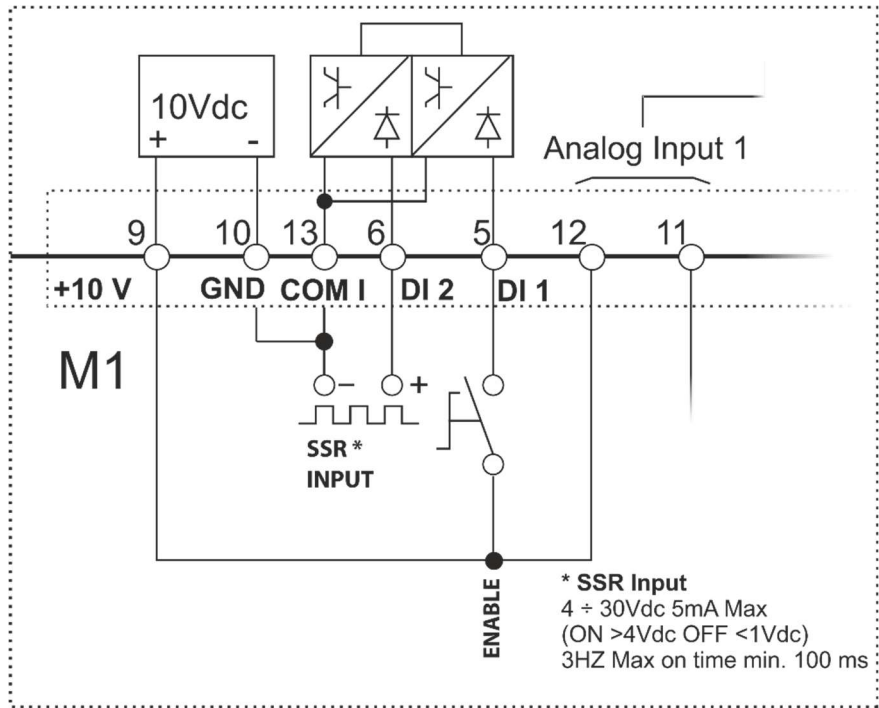 10Vdc
+ -
Analog Input 1
9 10 13 6 5 12 11
+10 V GND COM I DI 2 DI 1
M1
- +
SSR *
INPUT
ENABLE
* SSR Input
4 ÷ 30Vdc 5mA Max
(ON >4Vdc OFF <1Vdc)
3HZ Max on time min. 100 ms